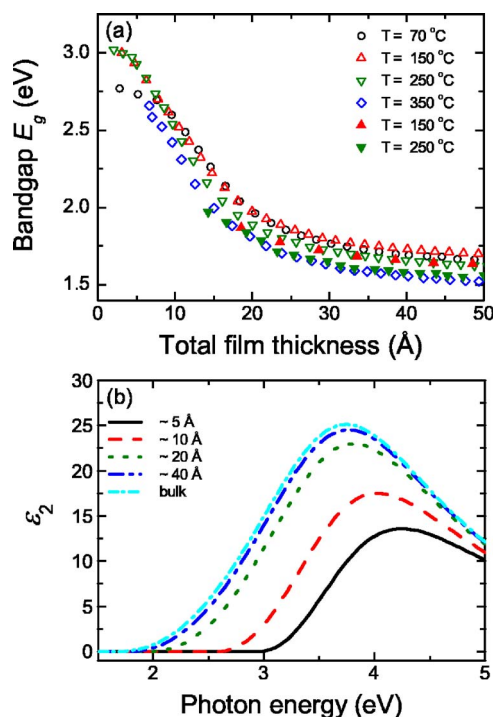 (a)
T = 70 °C
T = 150 °C
T = 250 °C
T = 350 °C
T = 150 °C
T = 250 °C
3.0
2.5
2.0
1.5
Bandgap E_g (eV)
0 10 20 30 40 50
Total film thickness (Å)
(b)
~ 5 Å
~ 10 Å
~ 20 Å
~ 40 Å
bulk
30
25
20
15
10
5
0
ε₂
2 3 4 5
Photon energy (eV)